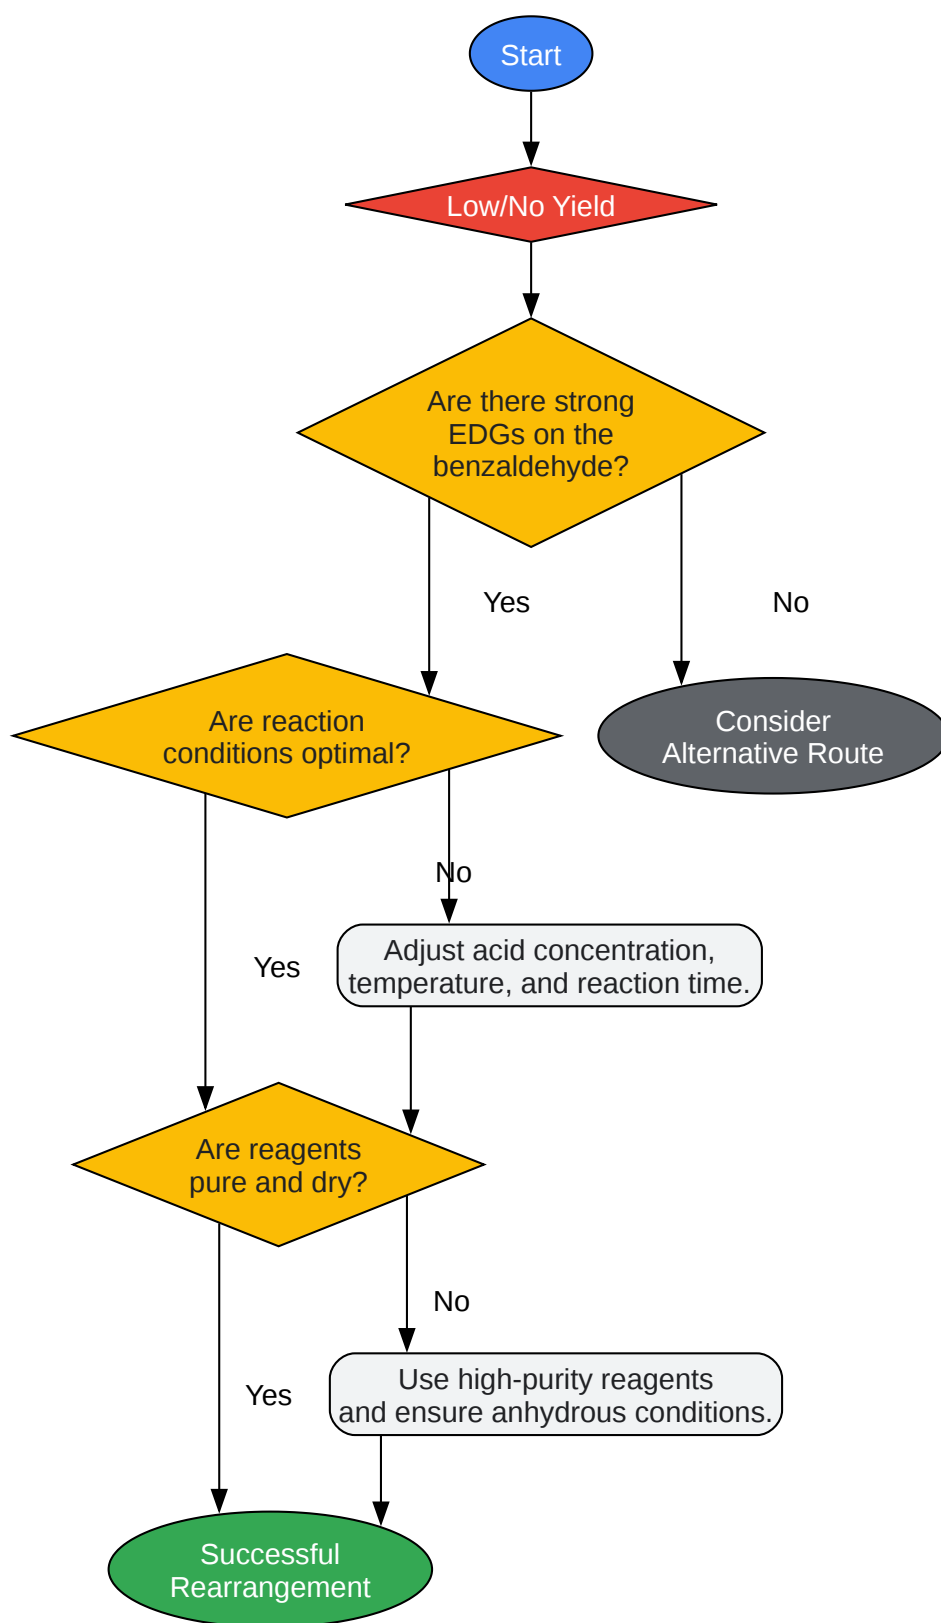 Start
Low/No Yield
Are there strong
EDGs on the
benzaldehyde?
Yes
No
Are reaction
conditions optimal?
Consider
Alternative Route
No
Yes
Adjust acid concentration,
temperature, and reaction time.
Are reagents
pure and dry?
No
Yes
Use high-purity reagents
and ensure anhydrous conditions.
Successful
Rearrangement